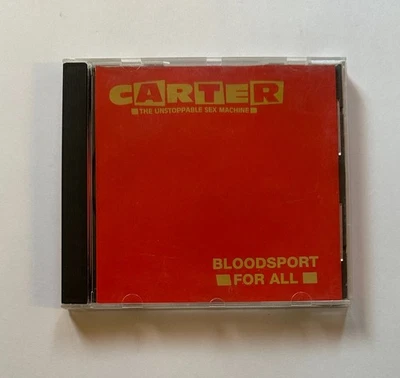 CARTER
THE UNSTOPPABLE SEX MACHINE
BLOODSPORT
FOR ALL